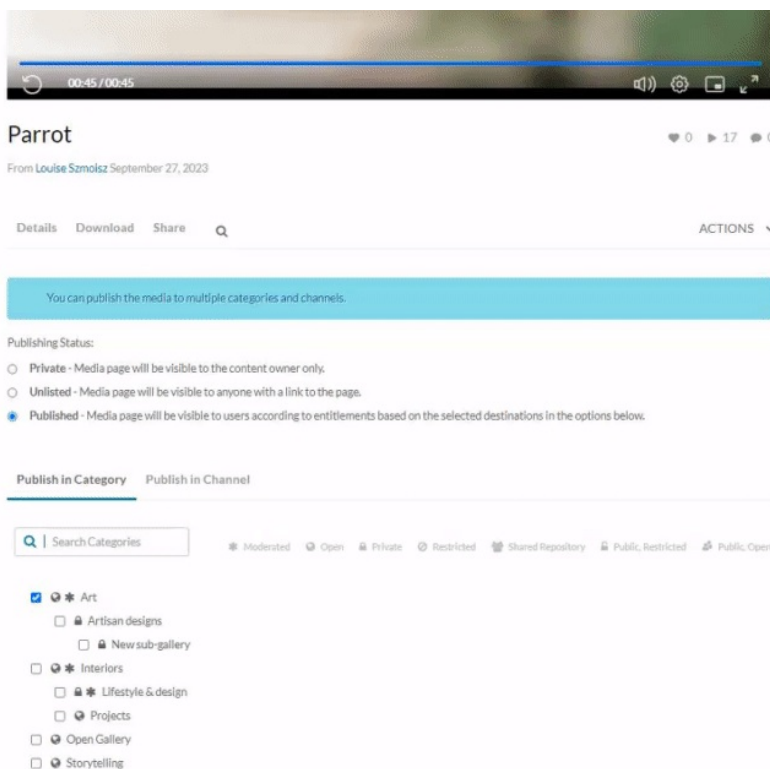 00:45 / 00:45
Parrot
0 17
From Louise Szmoisz September 27, 2023
Details Download Share ACTIONS
You can publish the media to multiple categories and channels.
Publishing Status:
Private - Media page will be visible to the content owner only.
Unlisted - Media page will be visible to anyone with a link to the page.
Published - Media page will be visible to users according to entitlements based on the selected destinations in the options below.
Publish in Category Publish in Channel
Search Categories Moderated Open Private Restricted Shared Repository Public, Restricted Public, Open
Art
Artisan designs
New sub-gallery
Interiors
Lifestyle & design
Projects
Open Gallery
Storytelling